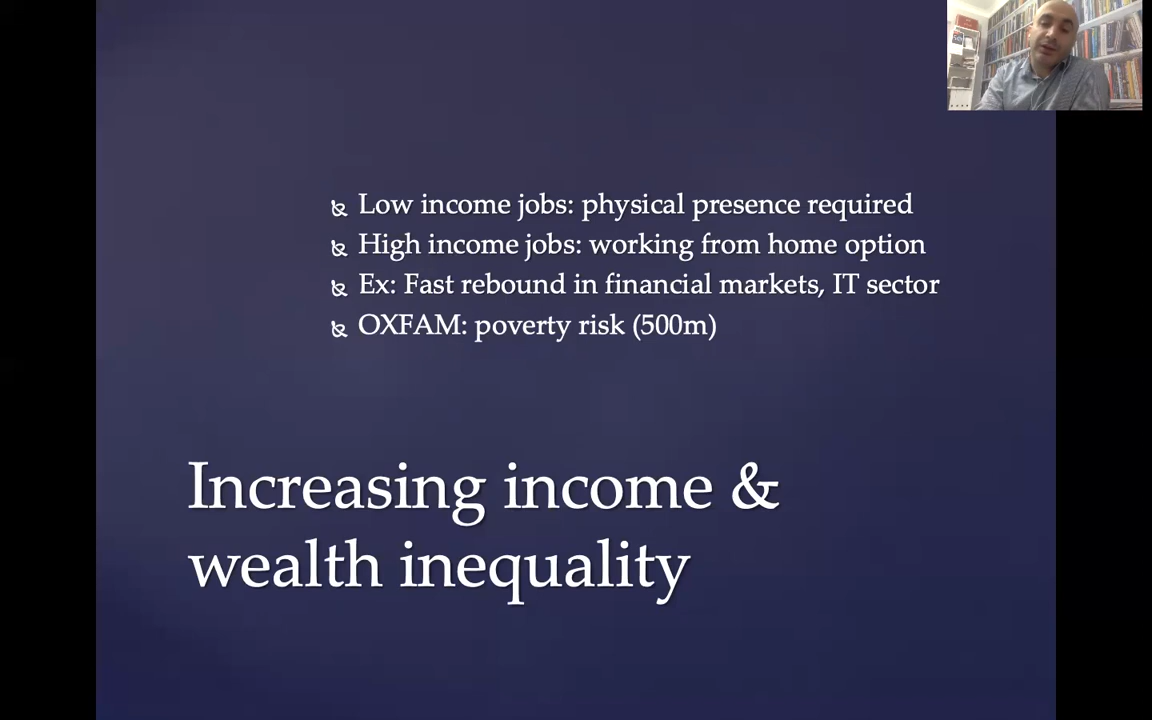 Low income jobs: physical presence required
High income jobs: working from home option
Ex: Fast rebound in financial markets, IT sector
OXFAM: poverty risk (500m)
Increasing income &
wealth inequality